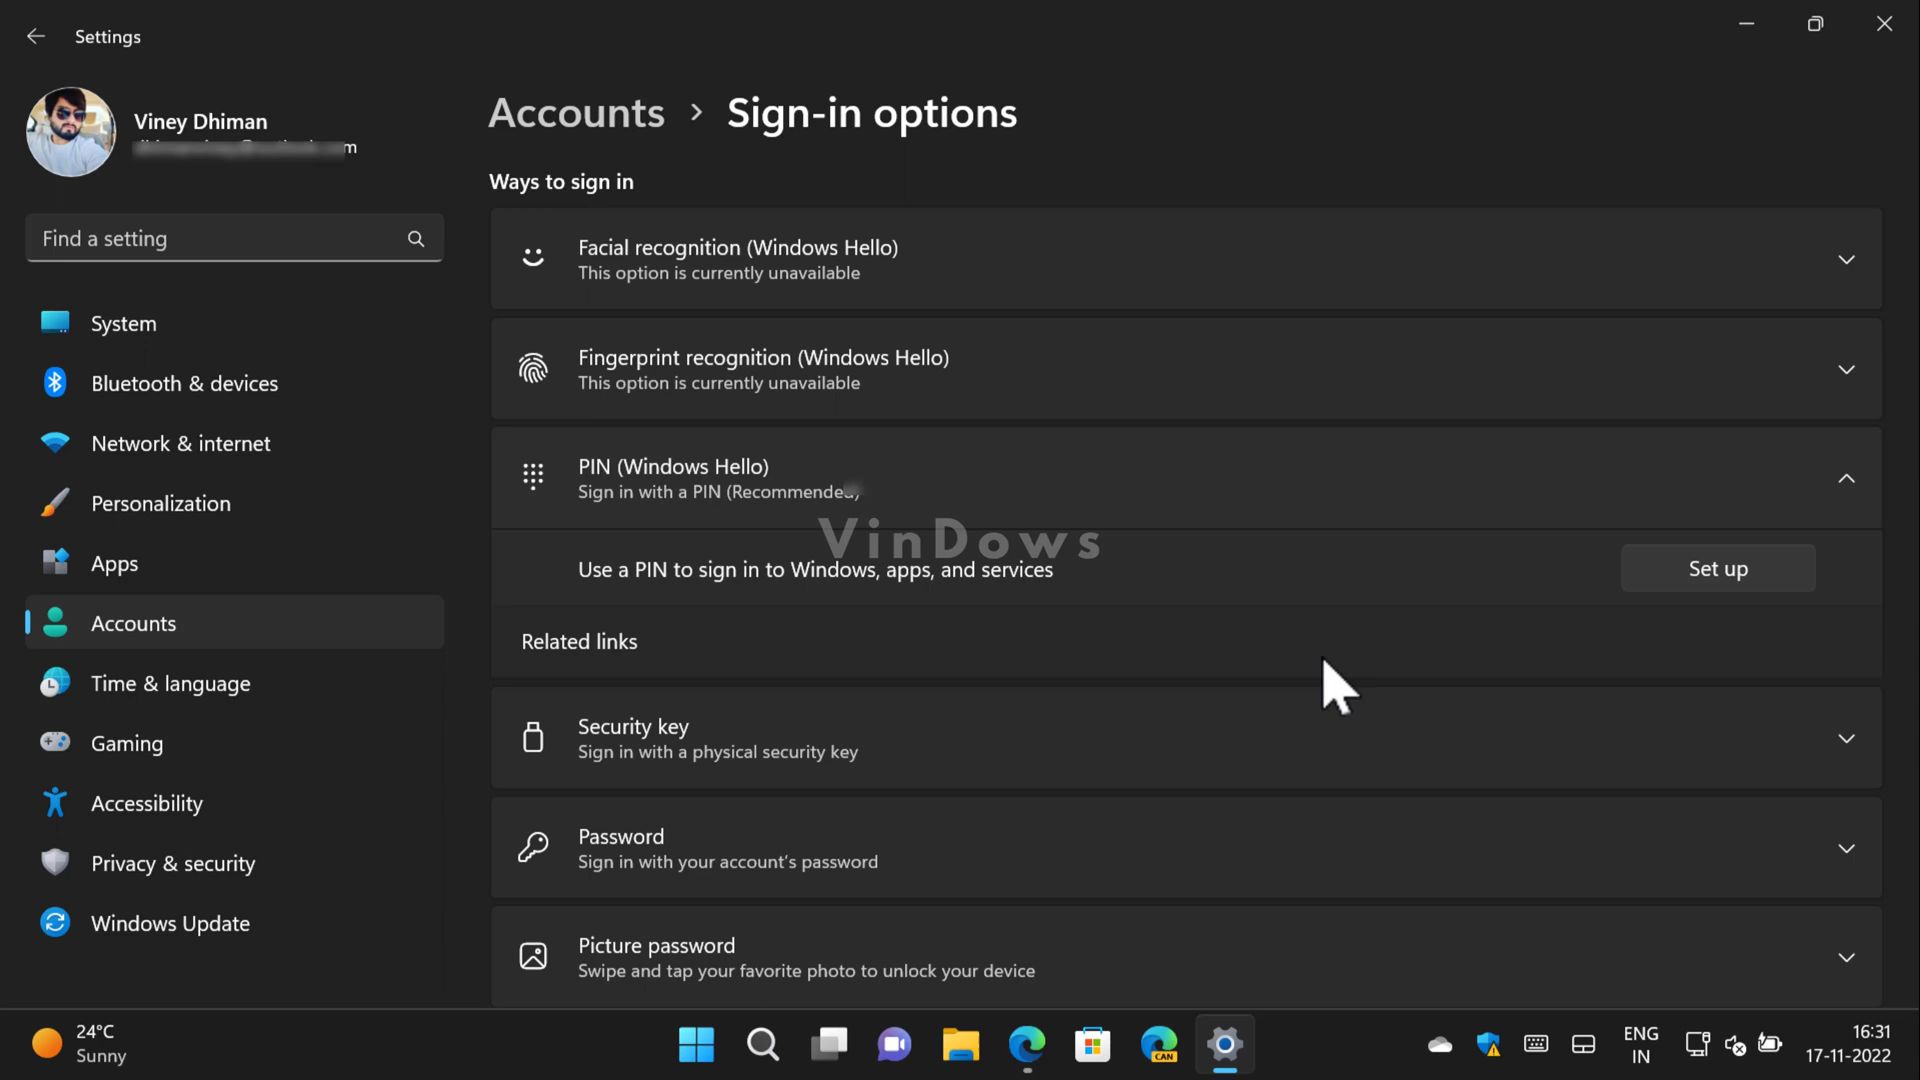 Settings
Viney Dhiman
m
Find a setting
System
Bluetooth & devices
Network & internet
Personalization
Apps
Accounts
Time & language
Gaming
Accessibility
Privacy & security
Windows Update
Accounts > Sign-in options
Ways to sign in
Facial recognition (Windows Hello)
This option is currently unavailable
Fingerprint recognition (Windows Hello)
This option is currently unavailable
PIN (Windows Hello)
Sign in with a PIN (Recommended)
VinDows
Use a PIN to sign in to Windows, apps, and services
Set up
Related links
Security key
Sign in with a physical security key
Password
Sign in with your account's password
Picture password
Swipe and tap your favorite photo to unlock your device
24°C
Sunny
CAN
ENG
IN
16:31
17-11-2022